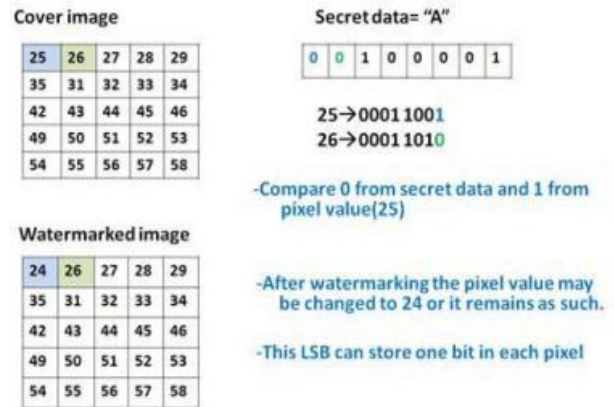 Cover image
25 26 27 28 29
35 31 32 33 34
42 43 44 45 46
49 50 51 52 53
54 55 56 57 58
Secret data= “A”
0 0 1 0 0 0 0 1
25→00011001
26→00011010
-Compare 0 from secret data and 1 from
pixel value(25)
Watermarked image
24 26 27 28 29
35 31 32 33 34
42 43 44 45 46
49 50 51 52 53
54 55 56 57 58
-After watermarking the pixel value may
be changed to 24 or it remains as such.
-This LSB can store one bit in each pixel